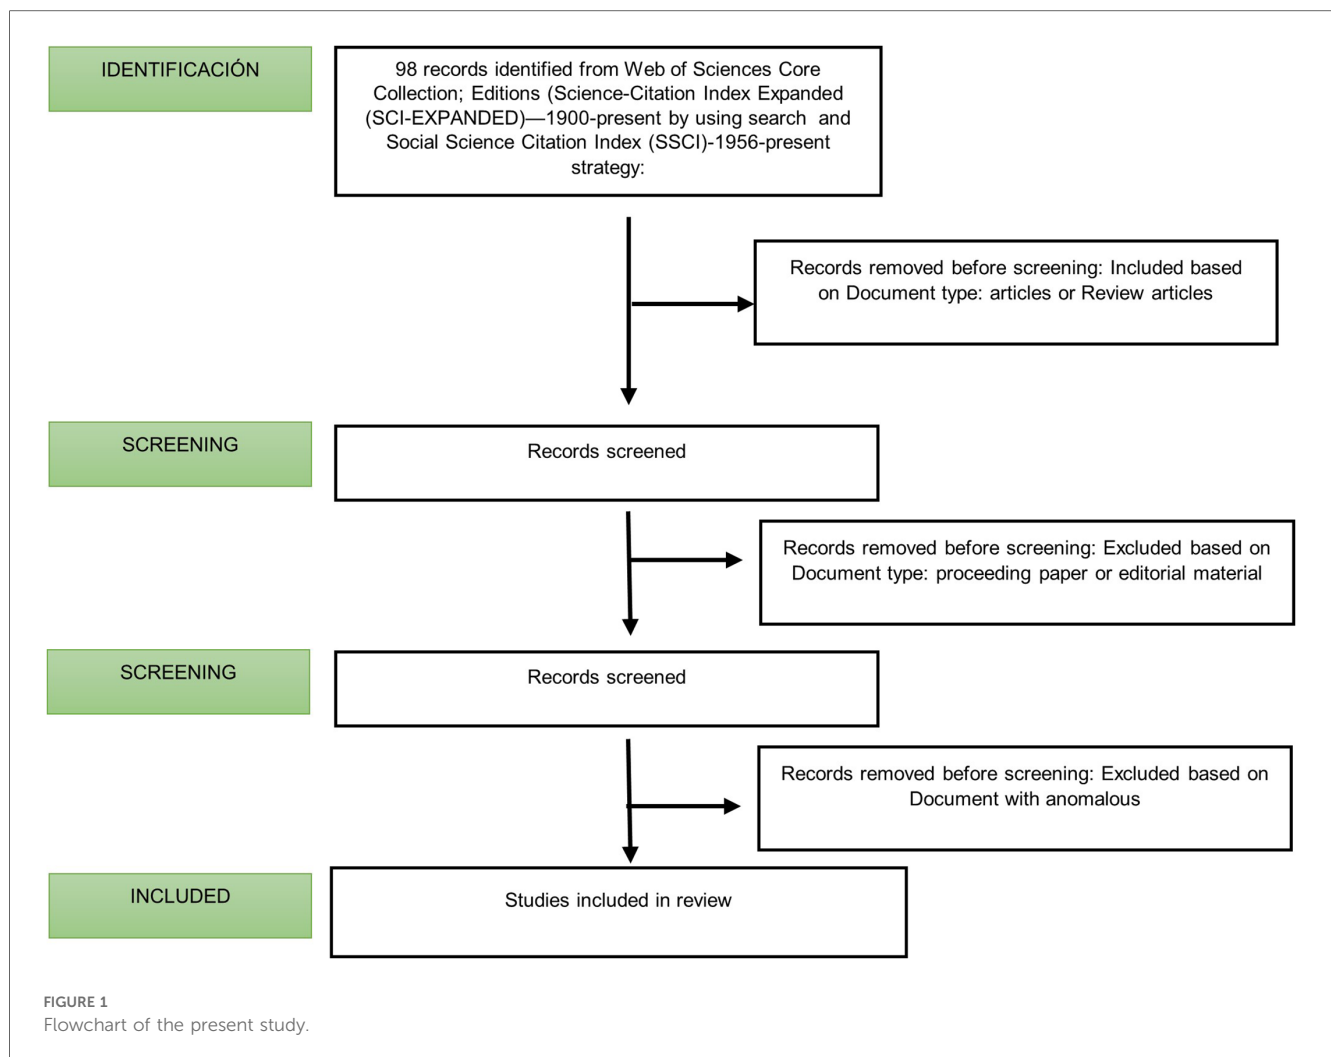 IDENTIFICACIÓN
98 records identified from Web of Sciences Core
Collection; Editions (Science-Citation Index Expanded
(SCI-EXPANDED)—1900-present by using search and
Social Science Citation Index (SSCI)-1956-present
strategy:
Records removed before screening: Included based
on Document type: articles or Review articles
SCREENING
Records screened
Records removed before screening: Excluded based on
Document type: proceeding paper or editorial material
SCREENING
Records screened
Records removed before screening: Excluded based on
Document with anomalous
INCLUDED
Studies included in review
FIGURE 1
Flowchart of the present study.